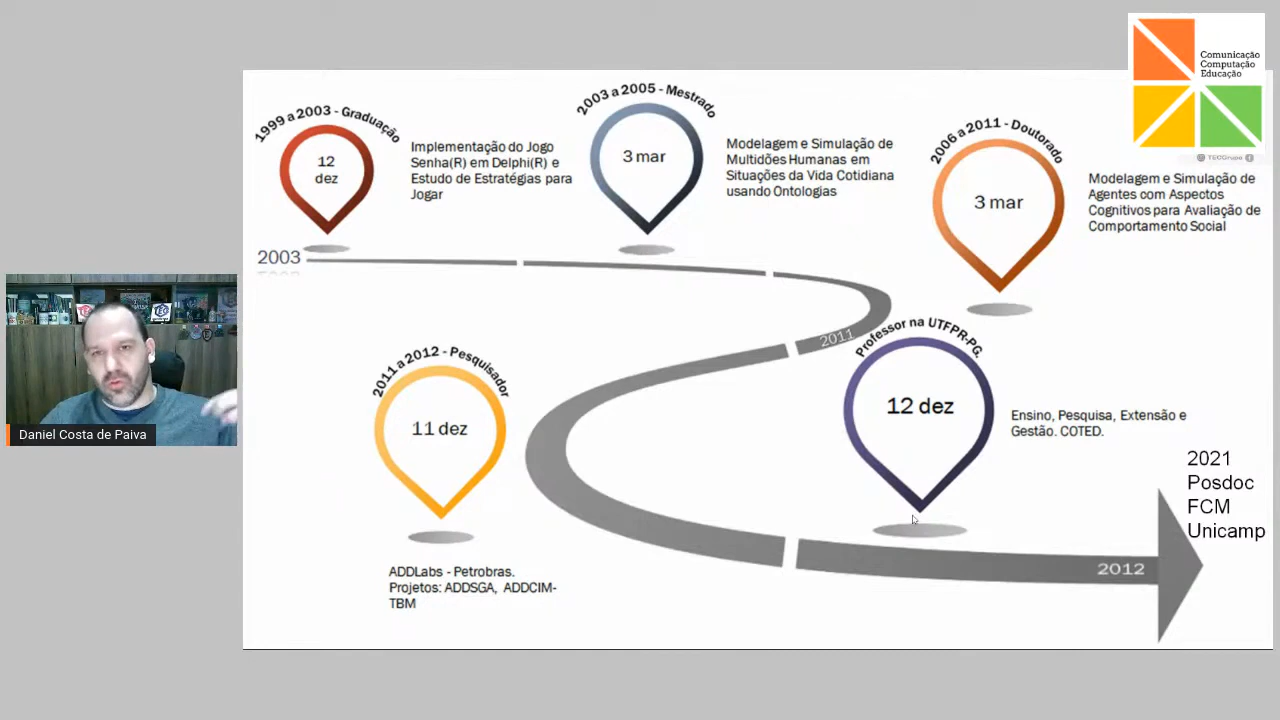 Comunicação
Computação
Educação
TECGrupo
1999 a 2003 - Graduação
12
dez
Implementação do Jogo
Senha(R) em Delphi(R) e
Estudo de Estratégias para
Jogar
2003 a 2005 - Mestrado
3 mar
Modelagem e Simulação de
Multidões Humanas em
Situações da Vida Cotidiana
usando Ontologias
2006 a 2011 - Doutorado
3 mar
Modelagem e Simulação de
Agentes com Aspectos
Cognitivos para Avaliação de
Comportamento Social
2003
2011
2011 a 2012 - Pesquisador
11 dez
ADDLabs - Petrobras.
Projetos: ADDSGA, ADDCIM-
TBM
Professor na UTFPR-PG.
12 dez
Ensino, Pesquisa, Extensão e
Gestão. COTED.
2021
Posdoc
FCM
Unicamp
2012
Daniel Costa de Paiva